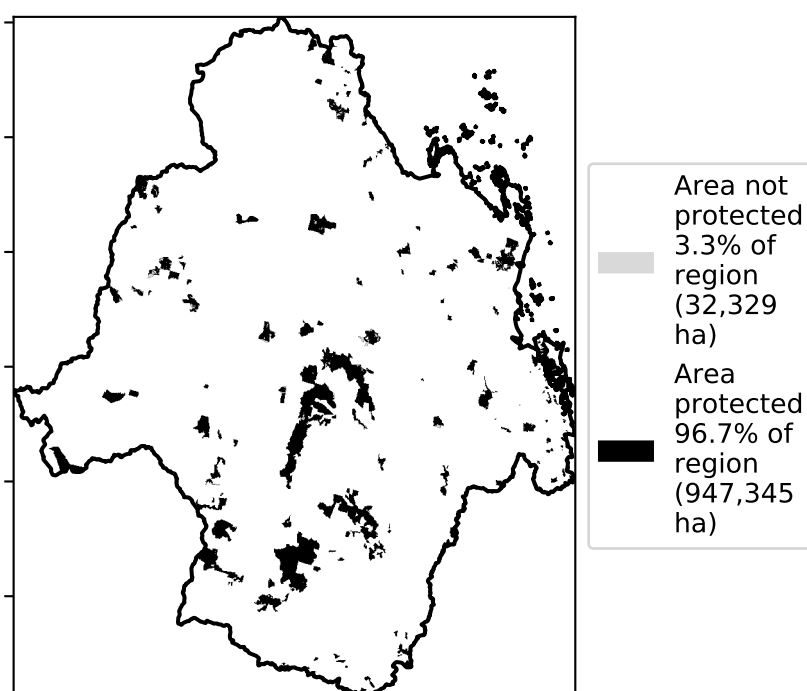 Area not
protected
3.3% of
region
(32,329
ha)
Area
protected
96.7% of
region
(947,345
ha)